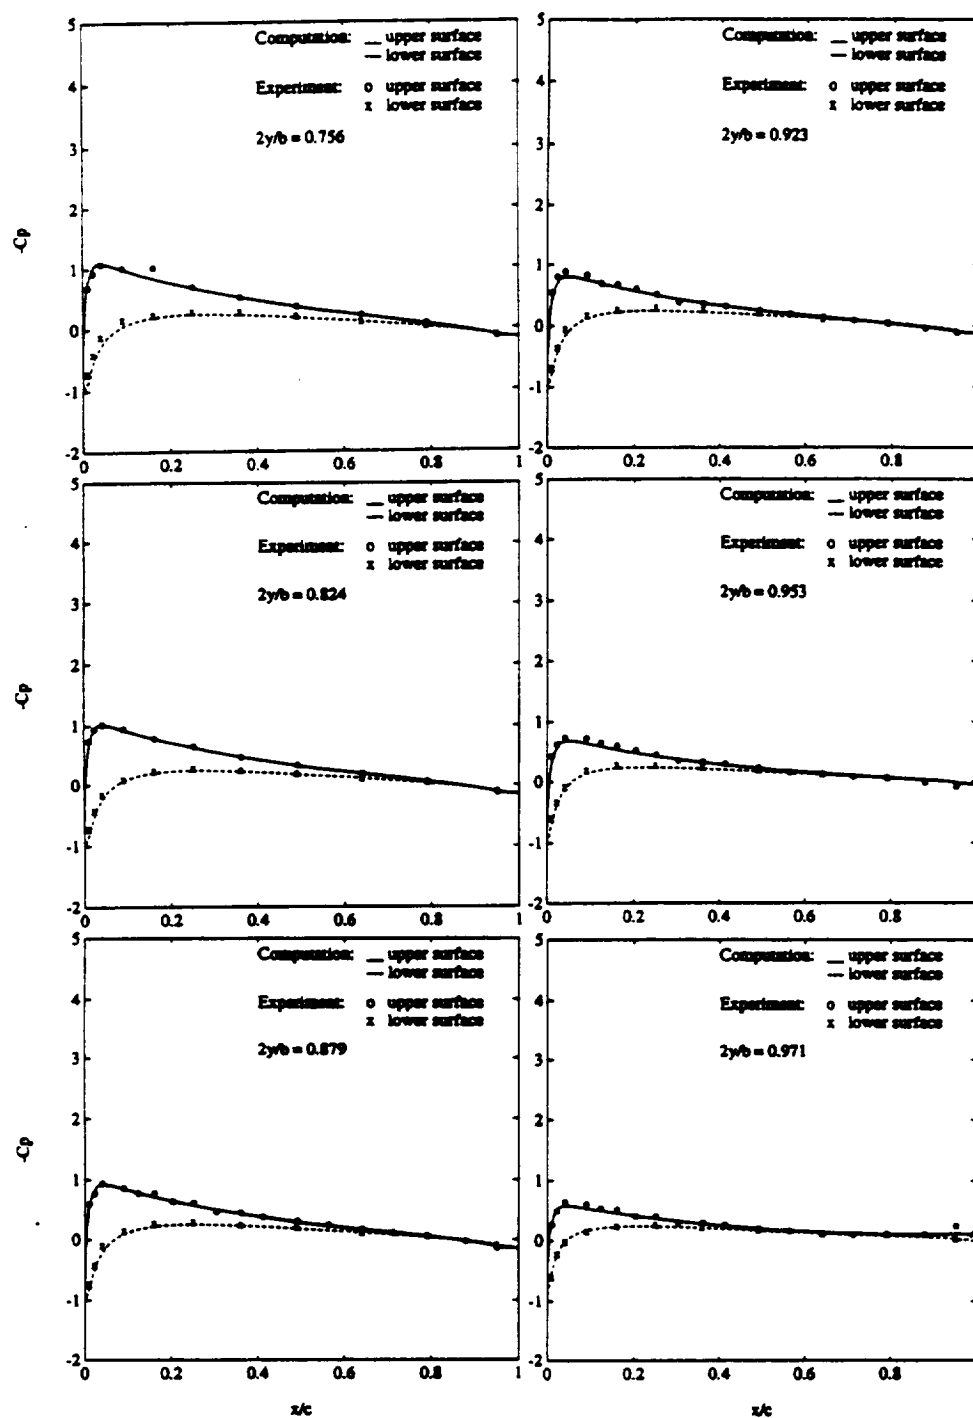 5
4
3
2
1
0
-1
-2
-Cp
Computation: __ upper surface
--- lower surface
Experiment: o upper surface
x lower surface
2y/b = 0.756
0 0.2 0.4 0.6 0.8 1
5
4
3
2
1
0
-1
-2
Computation: __ upper surface
--- lower surface
Experiment: o upper surface
x lower surface
2y/b = 0.923
0 0.2 0.4 0.6 0.8
5
4
3
2
1
0
-1
-2
-Cp
Computation: __ upper surface
--- lower surface
Experiment: o upper surface
x lower surface
2y/b = 0.824
0 0.2 0.4 0.6 0.8 1
5
4
3
2
1
0
-1
-2
Computation: __ upper surface
--- lower surface
Experiment: o upper surface
x lower surface
2y/b = 0.953
0 0.2 0.4 0.6 0.8
5
4
3
2
1
0
-1
-2
-Cp
Computation: __ upper surface
--- lower surface
Experiment: o upper surface
x lower surface
2y/b = 0.879
0 0.2 0.4 0.6 0.8 1
x/c
5
4
3
2
1
0
-1
-2
Computation: __ upper surface
--- lower surface
Experiment: o upper surface
x lower surface
2y/b = 0.971
0 0.2 0.4 0.6 0.8
x/c